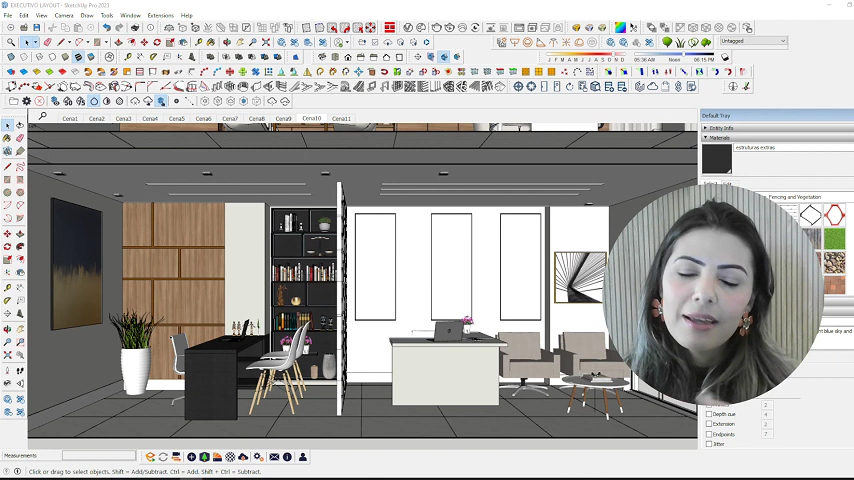 EXECUTIVO LAYOUT - SketchUp Pro 2023
File Edit View Camera Draw Tools Window Extensions Help
Untagged
J F M A M J J A S O N D 05:36 AM Noon 06:15 PM
Cena1 Cena2 Cena3 Cena4 Cena5 Cena6 Cena7 Cena8 Cena9 Cena10 Cena11
Default Tray
Entity Info
Materials
estruturas extras
Fencing and Vegetation
nt blue sky and
2
Depth cue 4
Extension 2
Endpoints 7
Jitter
Measurements
Click or drag to select objects. Shift = Add/Subtract. Ctrl = Add. Shift + Ctrl = Subtract.